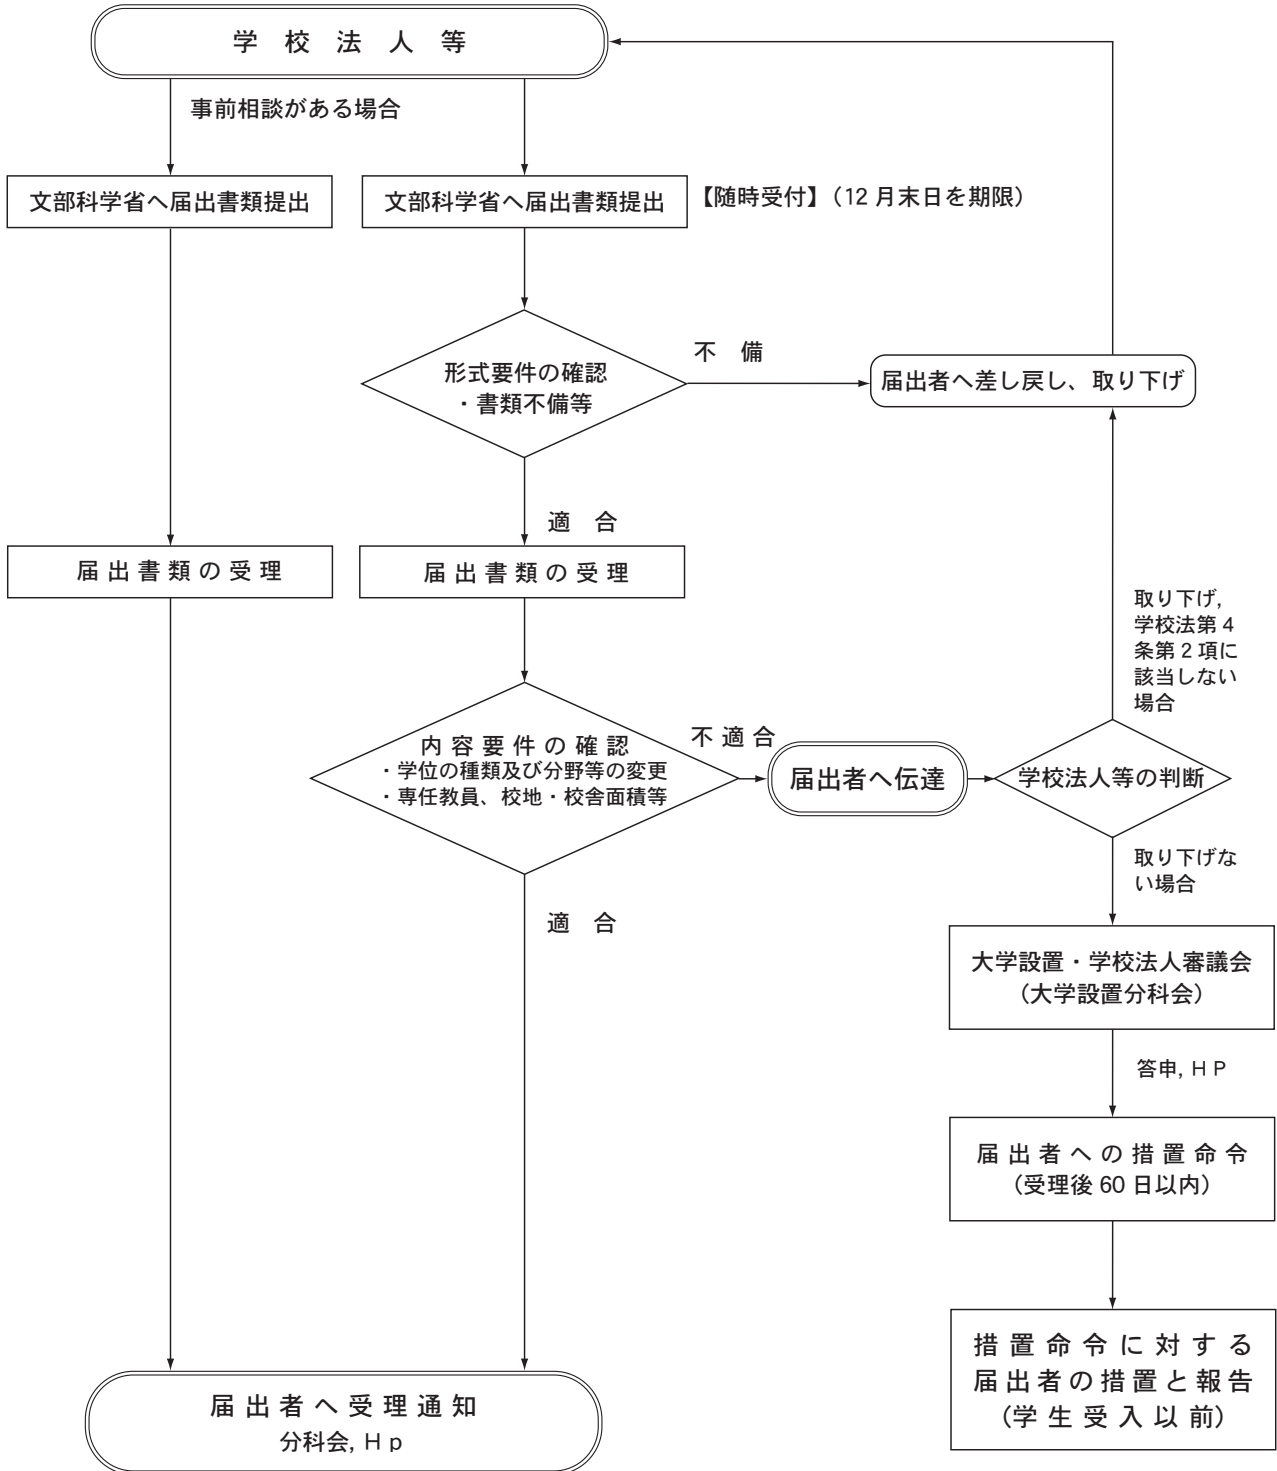 学校法人等
事前相談がある場合
文部科学省へ届出書類提出
文部科学省へ届出書類提出
【随時受付】（12月末日を期限）
形式要件の確認
・書類不備等
不備
届出者へ差し戻し、取り下げ
適合
届出書類の受理
届出書類の受理
取り下げ,
学校法第4
条第2項に
該当しない
場合
内容要件の確認
・学位の種類及び分野等の変更
・専任教員、校地・校舎面積等
不適合
届出者へ伝達
学校法人等の判断
取り下げな
い場合
適合
大学設置・学校法人審議会
（大学設置分科会）
答申, HP
届出者への措置命令
（受理後60日以内）
措置命令に対する
届出者の措置と報告
（学生受入以前）
届出者へ受理通知
分科会, Hp